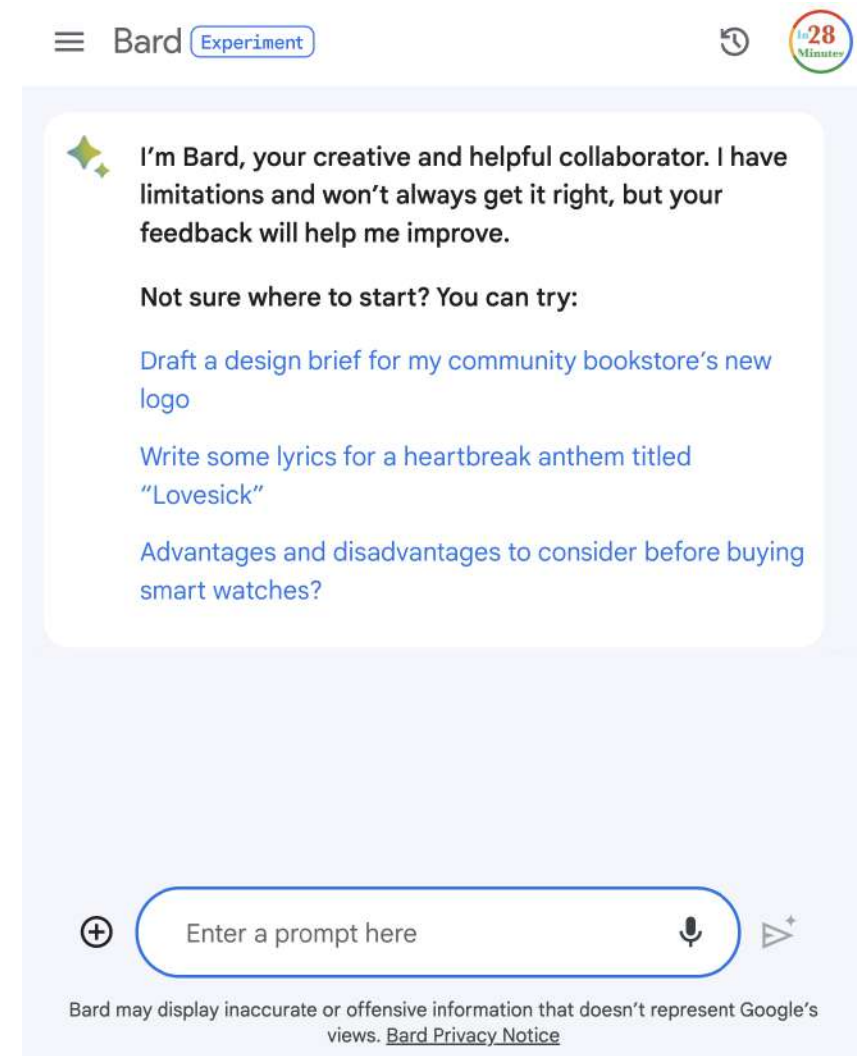 Bard Experiment
In28
Minutes
I’m Bard, your creative and helpful collaborator. I have
limitations and won’t always get it right, but your
feedback will help me improve.
Not sure where to start? You can try:
Draft a design brief for my community bookstore’s new
logo
Write some lyrics for a heartbreak anthem titled
“Lovesick”
Advantages and disadvantages to consider before buying
smart watches?
Enter a prompt here
Bard may display inaccurate or offensive information that doesn’t represent Google’s
views. Bard Privacy Notice